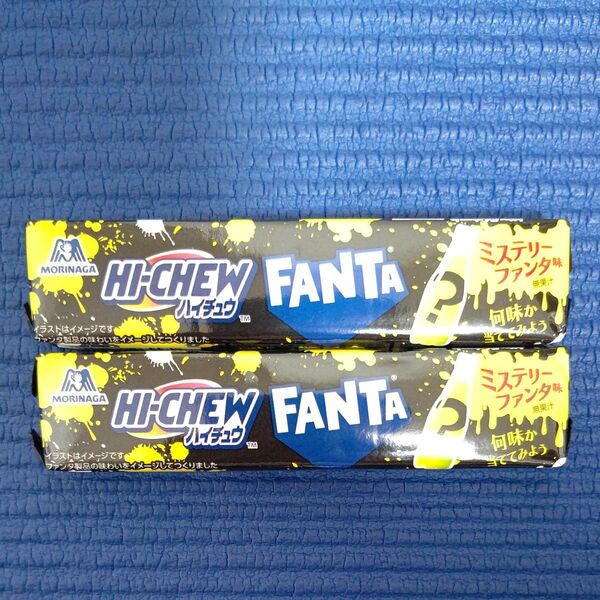 MORINAGA
HI-CHEW
ハイチュウ
TM
FANTA
ミステリー
ファンタ味
無果汁
何味か
当ててみよう
イラストはイメージです
ファンタ製品の味わいをイメージしてつくりました
MORINAGA
HI-CHEW
ハイチュウ
TM
FANTA
ミステリー
ファンタ味
無果汁
何味か
当ててみよう
イラストはイメージです
ファンタ製品の味わいをイメージしてつくりました